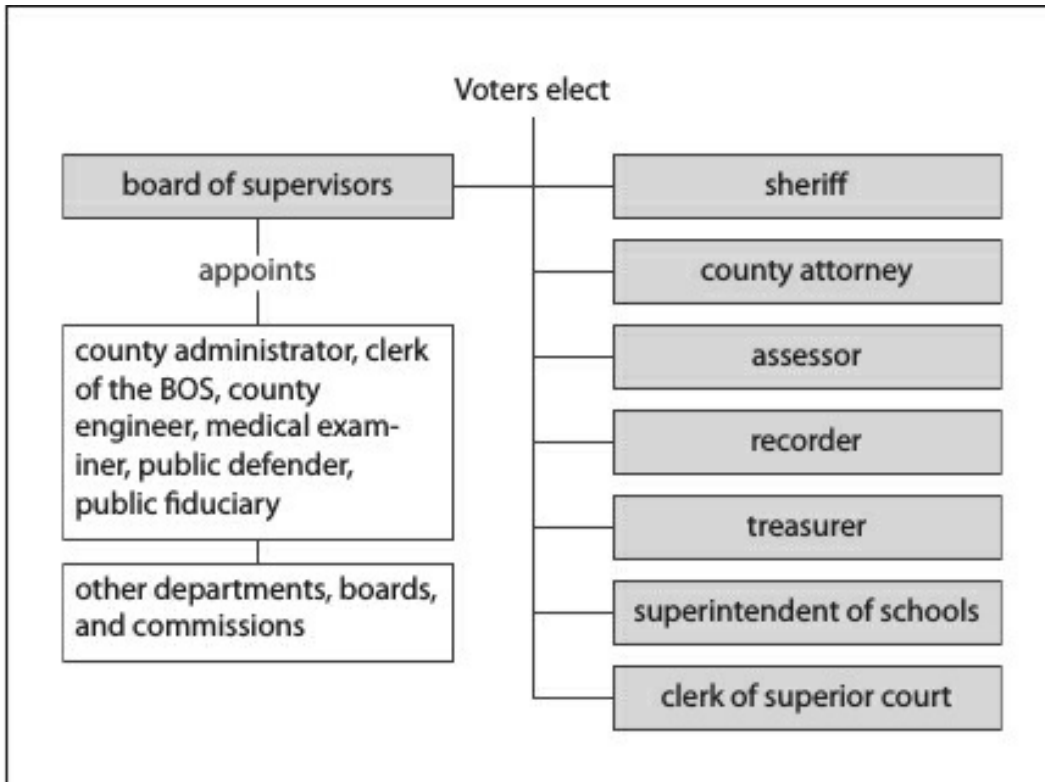 Voters elect
board of supervisors
appoints
county administrator, clerk
of the BOS, county
engineer, medical exam-
iner, public defender,
public fiduciary
other departments, boards,
and commissions
sheriff
county attorney
assessor
recorder
treasurer
superintendent of schools
clerk of superior court